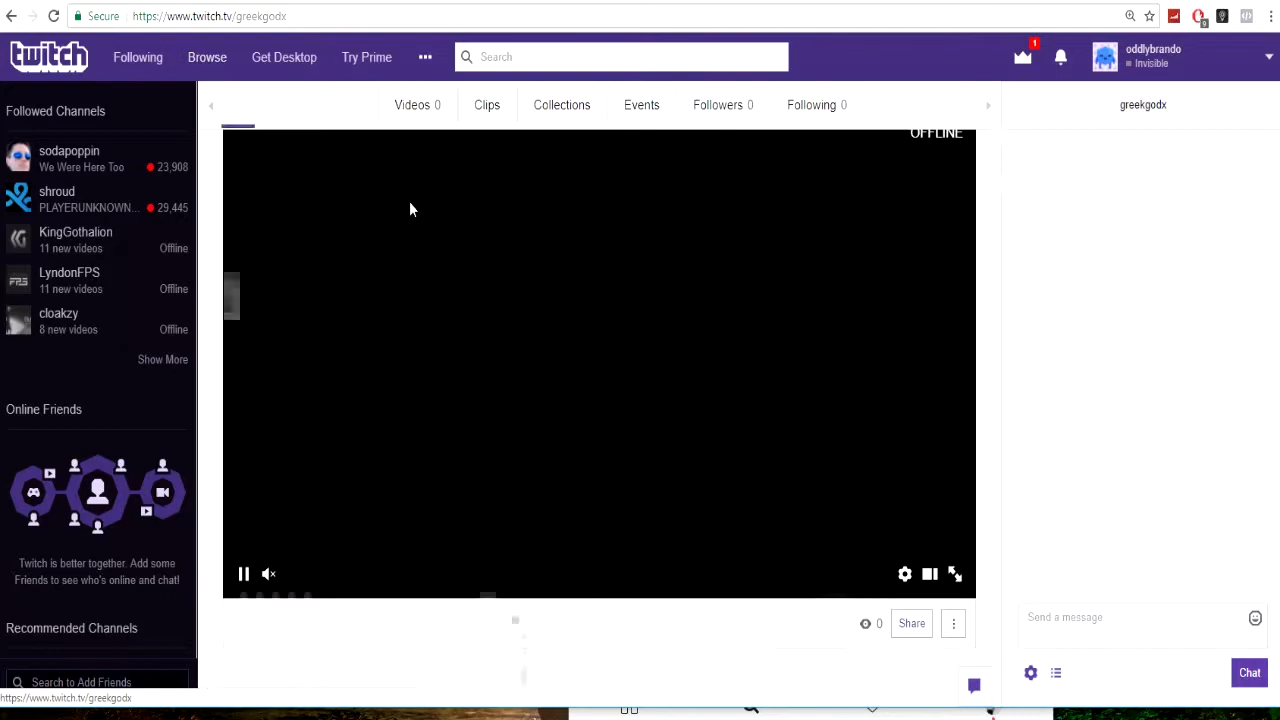 Secure
https://www.twitch.tv/greekgodx
9
twitch
Following
Browse
Get Desktop
Try Prime
Search
1
oddlybrando
Invisible
Followed Channels
sodapoppin
We Were Here Too
23,908
shroud
PLAYERUNKNOWN...
29,445
KingGothalion
11 new videos
Offline
LyndonFPS
11 new videos
Offline
cloakzy
8 new videos
Offline
Show More
Online Friends
Twitch is better together. Add some
Friends to see who's online and chat!
Recommended Channels
Search to Add Friends
https://www.twitch.tv/greekgodx
Videos 0
Clips
Collections
Events
Followers 0
Following 0
OFFLINE
0
Share
greekgodx
Send a message
Chat